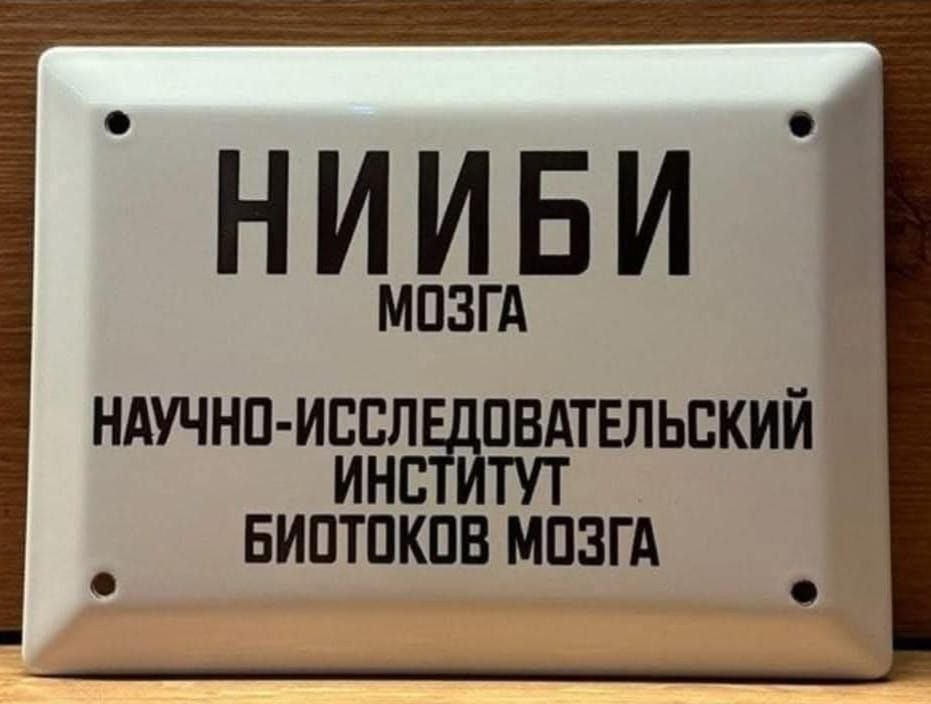 НИИБИ
МОЗГА
НАУЧНО-ИССЛЕДОВАТЕЛЬСКИЙ
ИНСТИТУТ
БИОТОКОВ МОЗГА